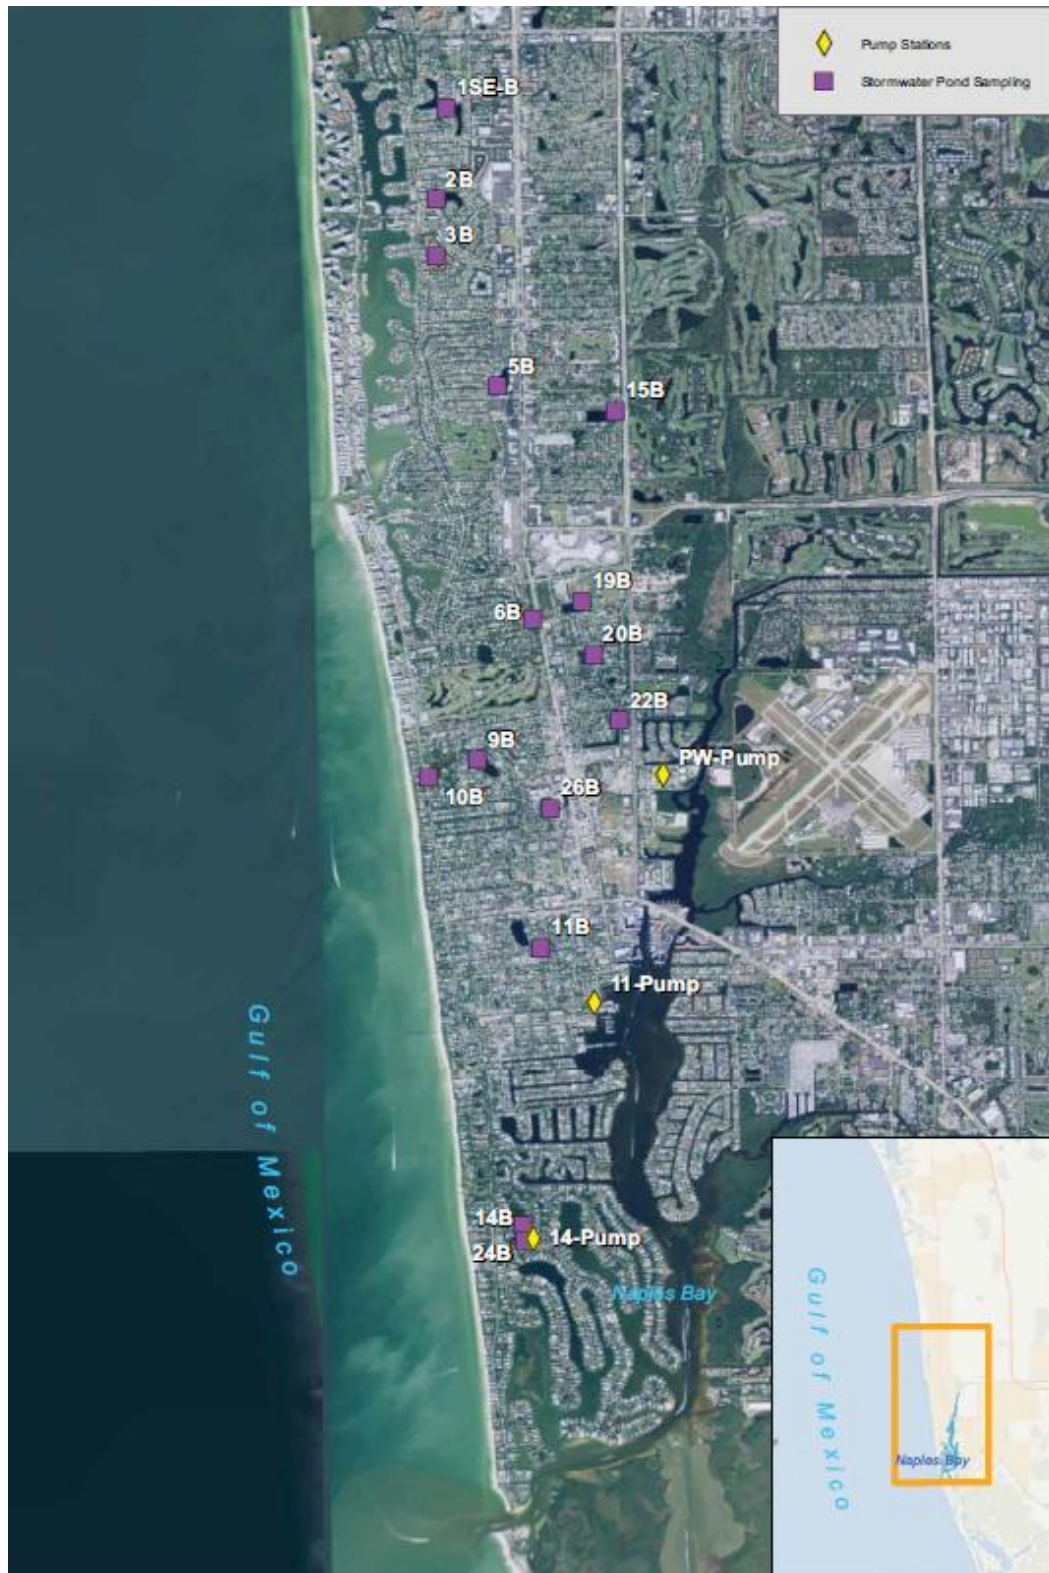 Pump Stations
Stormwater Pond Sampling
1SE-B
2B
3B
5B
15B
19B
6B
20B
22B
9B
PW-Pump
10B
26B
11B
11-Pump
Gulf of Mexico
14B
14-Pump
24B
Naples Bay
Gulf of Mexico
Naples Bay